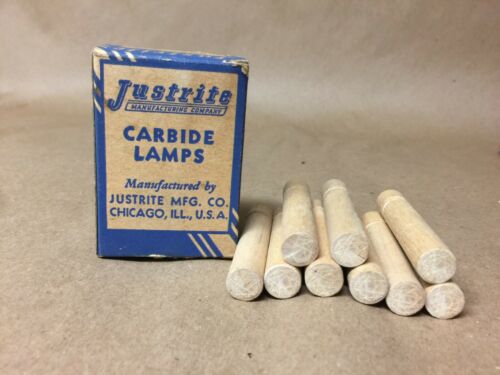 Justrite
MANUFACTURING COMPANY
CARBIDE
LAMPS
Manufactured by
JUSTRITE MFG. CO.
CHICAGO, ILL., U.S.A.